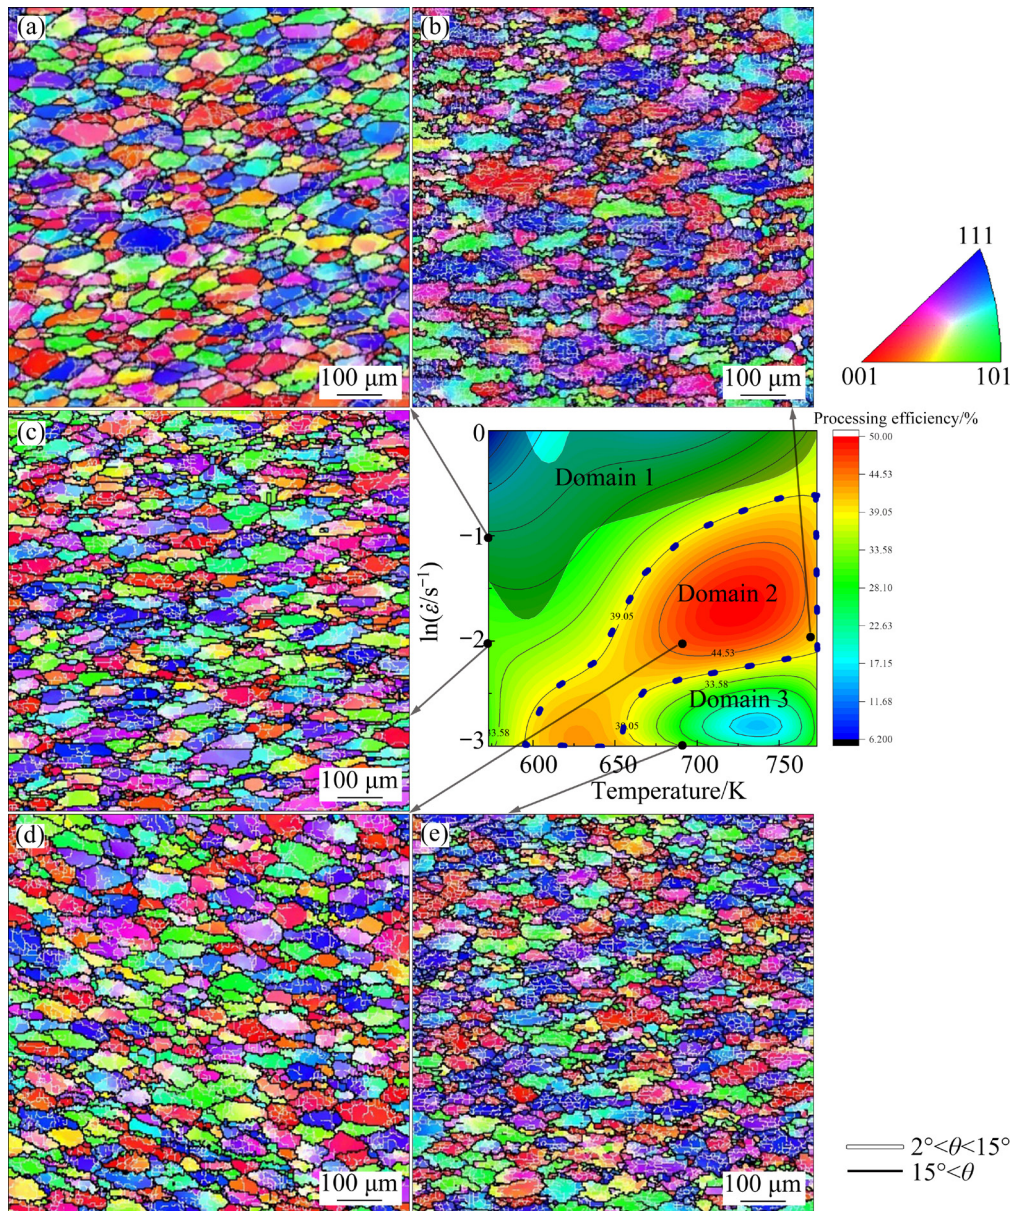 (a)
(b)
100 μm
100 μm
111
001
101
(c)
100 μm
Processing efficiency/%
50.00
44.53
39.05
33.58
28.10
22.63
17.15
11.68
6.200
0
−1
−2
−3
ln(ε̇/s⁻¹)
Domain 1
Domain 2
39.05
44.53
33.58
Domain 3
33.58
39.05
600
650
700
750
Temperature/K
(d)
(e)
100 μm
100 μm
2°<θ<15°
15°<θ